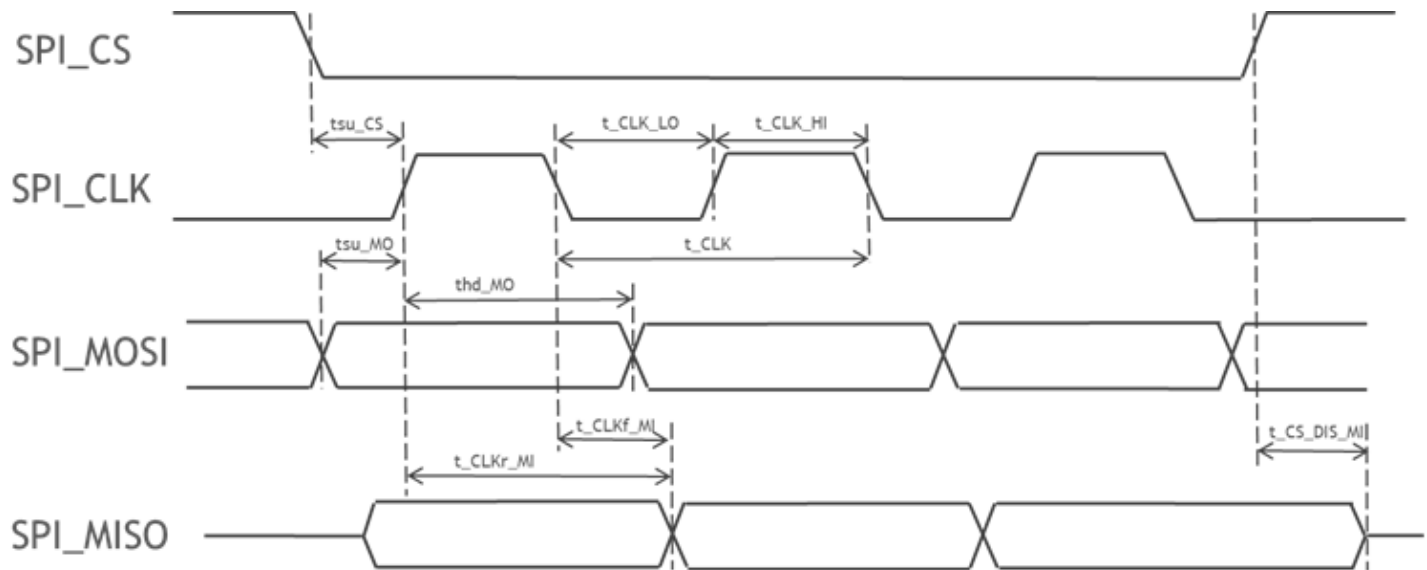 SPI_CS
tsu_CS
t_CLK_LO
t_CLK_HI
SPI_CLK
tsu_MO
t_CLK
thd_MO
SPI_MOSI
t_CLKf_MI
t_CS_DIS_MI
t_CLKr_MI
SPI_MISO